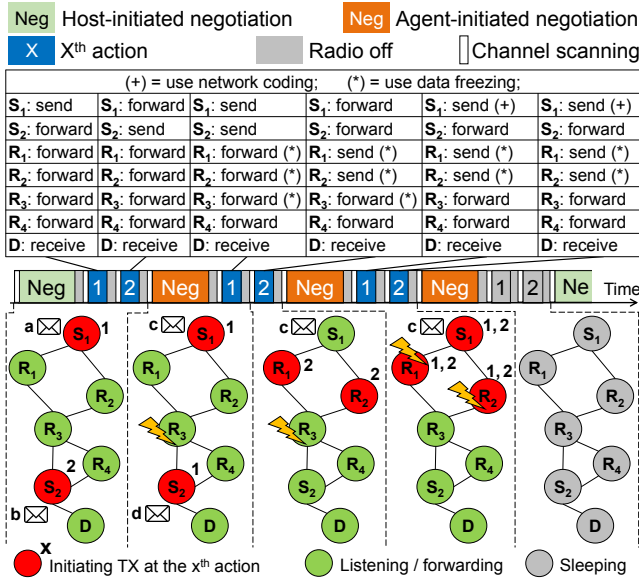 Neg Host-initiated negotiation Neg Agent-initiated negotiation
X Xth action Radio off Channel scanning
(+) = use network coding; (*) = use data freezing;
S1: send S1: forward S1: send S1: forward S1: send (+) S1: send (+)
S2: forward S2: send S2: send S2: forward S2: forward S2: forward
R1: forward R1: forward R1: forward (*) R1: send (*) R1: send (*) R1: send (*)
R2: forward R2: forward R2: forward (*) R2: send (*) R2: send (*) R2: send (*)
R3: forward R3: forward R3: forward (*) R3: forward (*) R3: forward R3: forward
R4: forward R4: forward R4: forward R4: forward R4: forward R4: forward
D: receive D: receive D: receive D: receive D: receive D: receive
Neg 1 2 Neg 1 2 Neg 1 2 Neg 1 2 Ne Time
a S1 1 c S1 1 c S1 c S1 1, 2 S1
R1 R1 R1 2 R1 1, 2 R1
R2 R2 2 R2 1, 2 R2 R2
R3 R3 R3 R3 R3
2 R4 1 R4 R4 R4 R4
S2 S2 S2 S2 S2
b D d D D D D
x Initiating TX at the xth action Listening / forwarding Sleeping